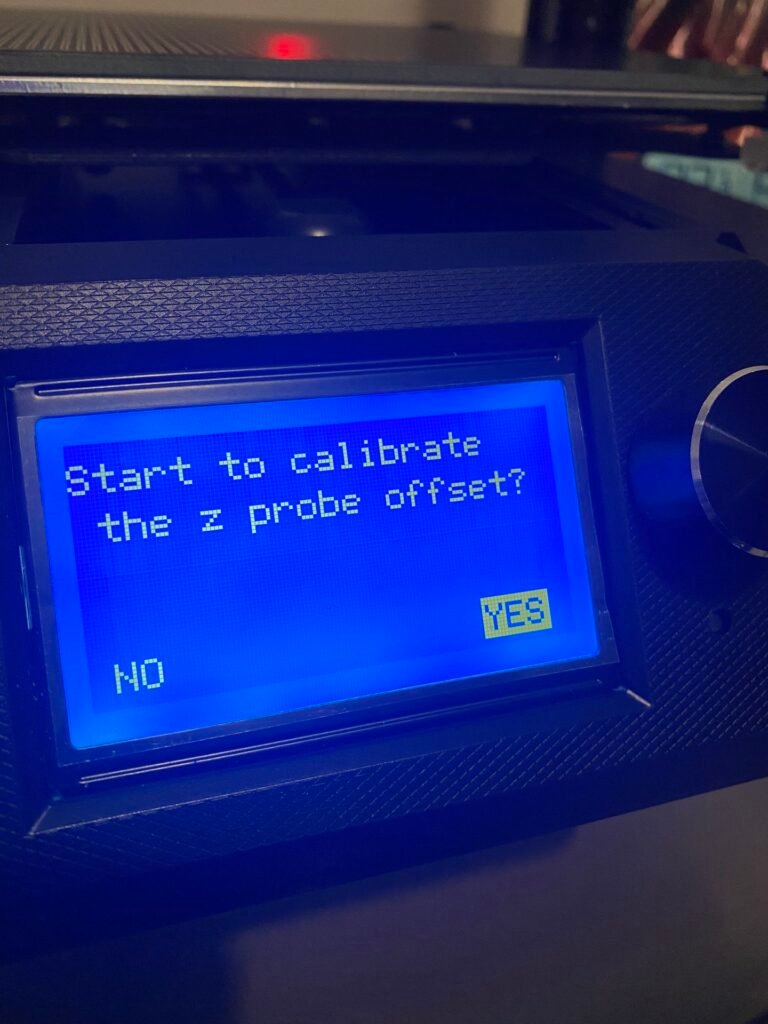 Start to calibrate
the z probe offset?
YES
NO